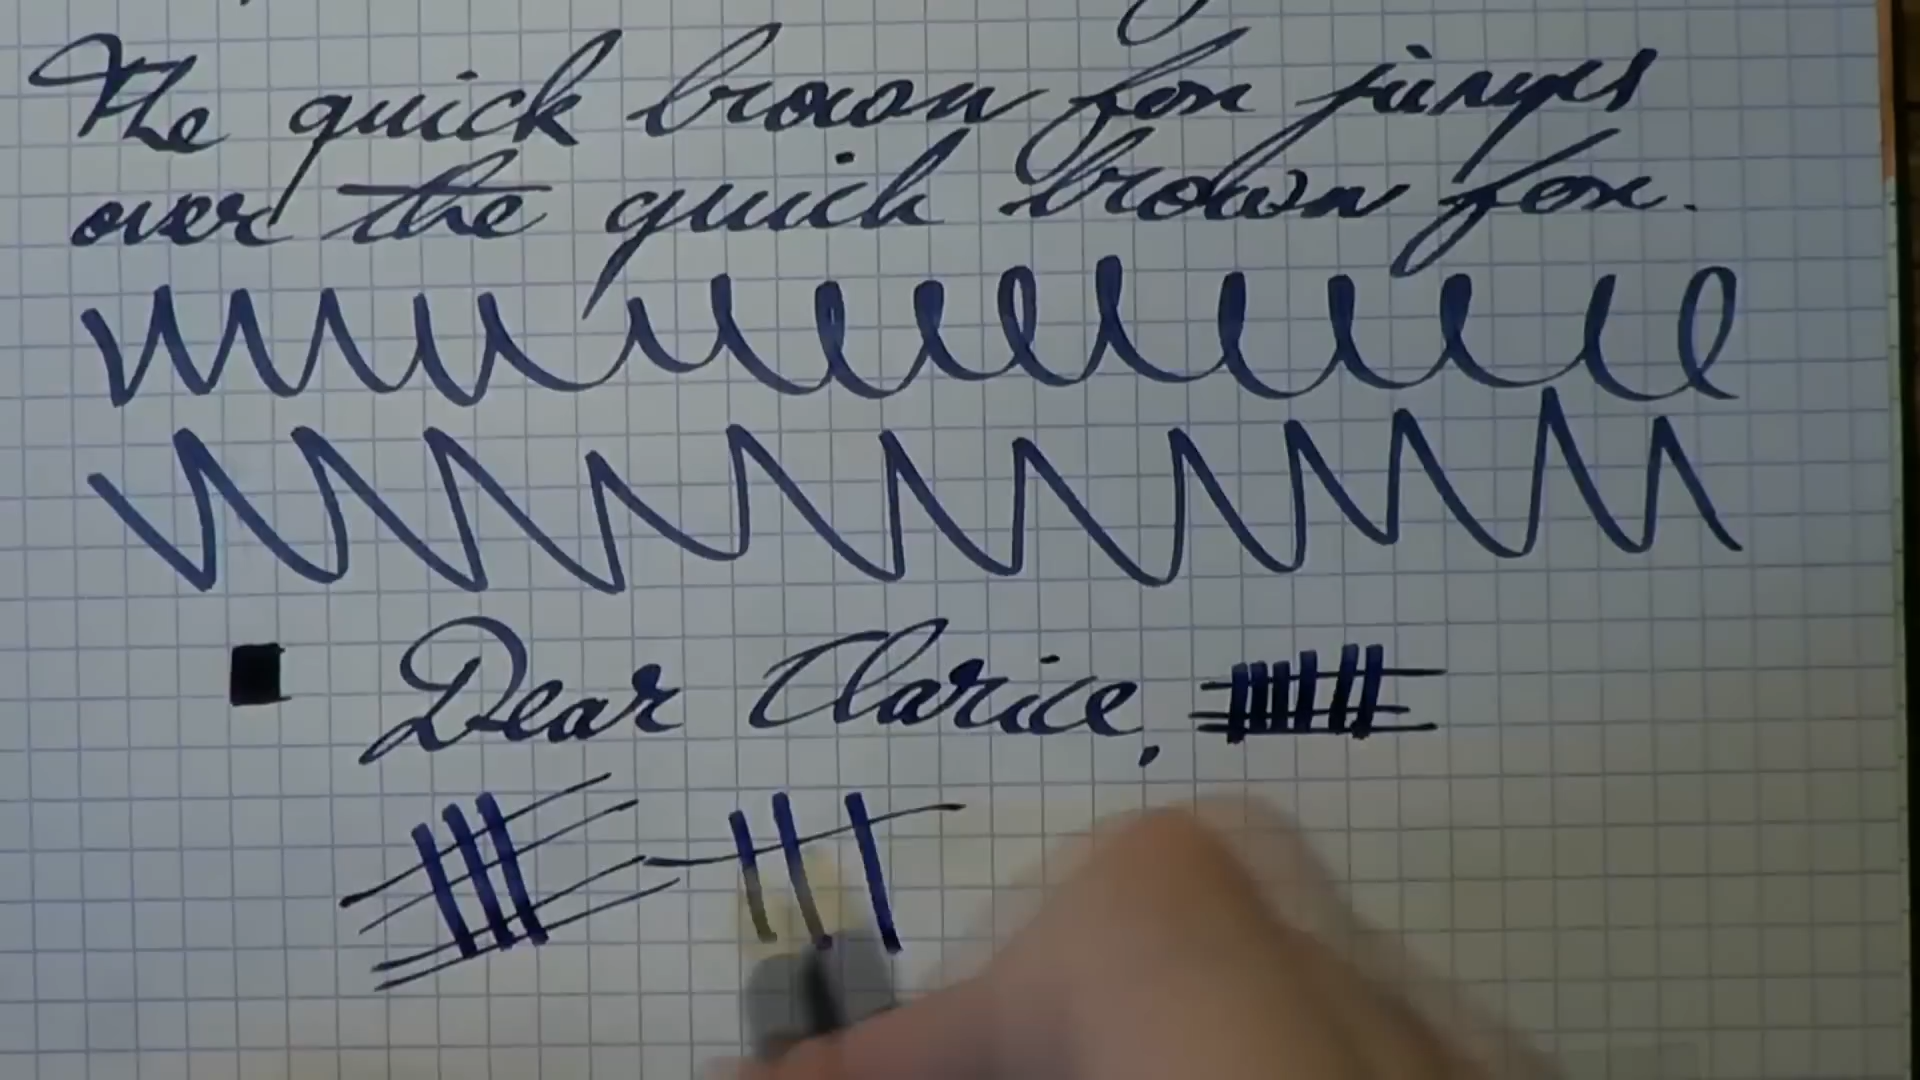 The quick brown fox jumps
over the quick brown fox.
Dear Clarice,